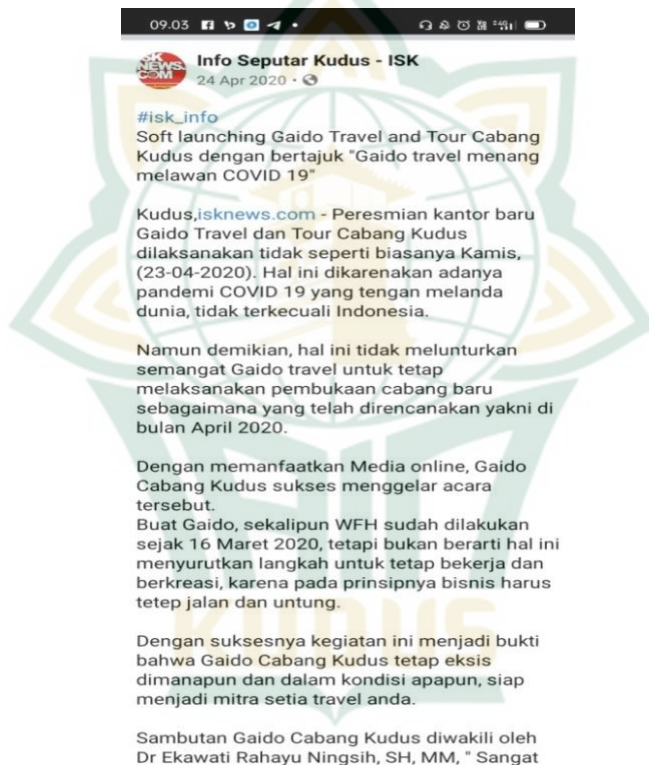 09.03
Info Seputar Kudus - ISK
ISK
NEWS
COM
24 Apr 2020 ·
#isk_info
Soft launching Gaido Travel and Tour Cabang
Kudus dengan bertajuk "Gaido travel menang
melawan COVID 19"
Kudus,isknews.com - Peresmian kantor baru
Gaido Travel dan Tour Cabang Kudus
dilaksanakan tidak seperti biasanya Kamis,
(23-04-2020). Hal ini dikarenakan adanya
pandemi COVID 19 yang tengan melanda
dunia, tidak terkecuali Indonesia.
Namun demikian, hal ini tidak melunturkan
semangat Gaido travel untuk tetap
melaksanakan pembukaan cabang baru
sebagaimana yang telah direncanakan yakni di
bulan April 2020.
Dengan memanfaatkan Media online, Gaido
Cabang Kudus sukses menggelar acara
tersebut.
Buat Gaido, sekalipun WFH sudah dilakukan
sejak 16 Maret 2020, tetapi bukan berarti hal ini
menyurutkan langkah untuk tetap bekerja dan
berkreasi, karena pada prinsipnya bisnis harus
tetep jalan dan untung.
KUDUS
Dengan suksesnya kegiatan ini menjadi bukti
bahwa Gaido Cabang Kudus tetap eksis
dimanapun dan dalam kondisi apapun, siap
menjadi mitra setia travel anda.
Sambutan Gaido Cabang Kudus diwakili oleh
Dr Ekawati Rahayu Ningsih, SH, MM, " Sangat